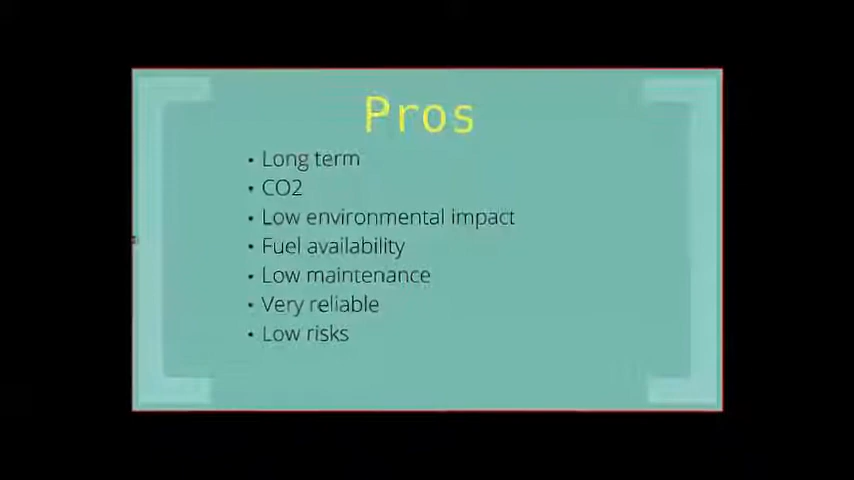 Pros
• Long term
• CO2
• Low environmental impact
• Fuel availability
• Low maintenance
• Very reliable
• Low risks